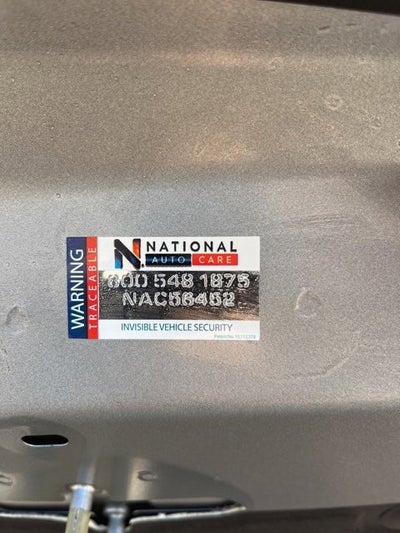 WARNING
TRACEABLE
N. NATIONAL
AUTO CARE
800 548 1875
NAC56452
INVISIBLE VEHICLE SECURITY